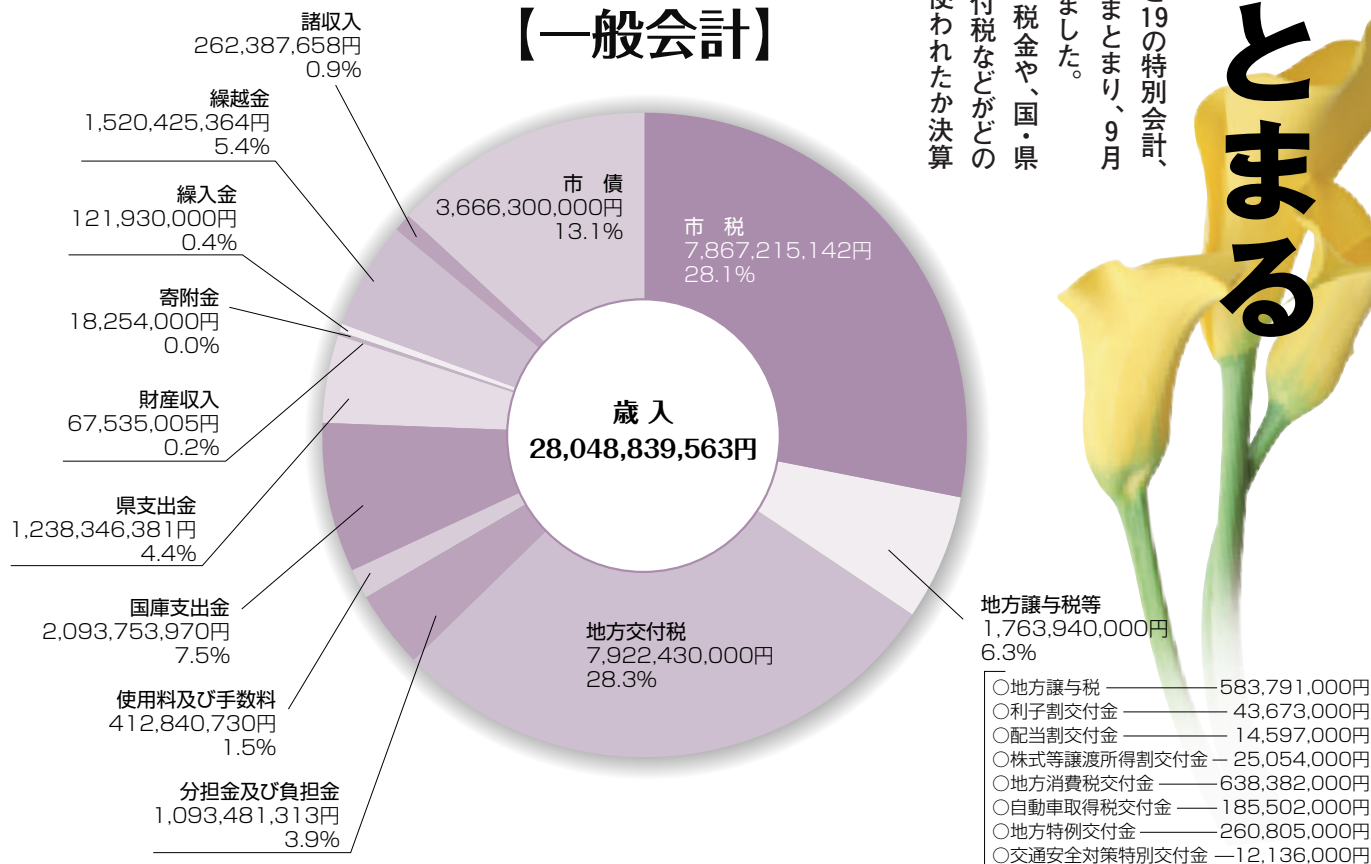 とまる
と19の特別会計、
まとまり、9月
ました。
税金や、国・県
付税などがどの
使われたか決算
【一般会計】
歳入
28,048,839,563円
市 税
7,867,215,142円
28.1%
地方譲与税等
1,763,940,000円
6.3%
○地方譲与税 583,791,000円
○利子割交付金 43,673,000円
○配当割交付金 14,597,000円
○株式等譲渡所得割交付金 25,054,000円
○地方消費税交付金 638,382,000円
○自動車取得税交付金 185,502,000円
○地方特例交付金 260,805,000円
○交通安全対策特別交付金 12,136,000円
地方交付税
7,922,430,000円
28.3%
分担金及び負担金
1,093,481,313円
3.9%
使用料及び手数料
412,840,730円
1.5%
国庫支出金
2,093,753,970円
7.5%
県支出金
1,238,346,381円
4.4%
財産収入
67,535,005円
0.2%
寄附金
18,254,000円
0.0%
繰入金
121,930,000円
0.4%
繰越金
1,520,425,364円
5.4%
諸収入
262,387,658円
0.9%
市 債
3,666,300,000円
13.1%